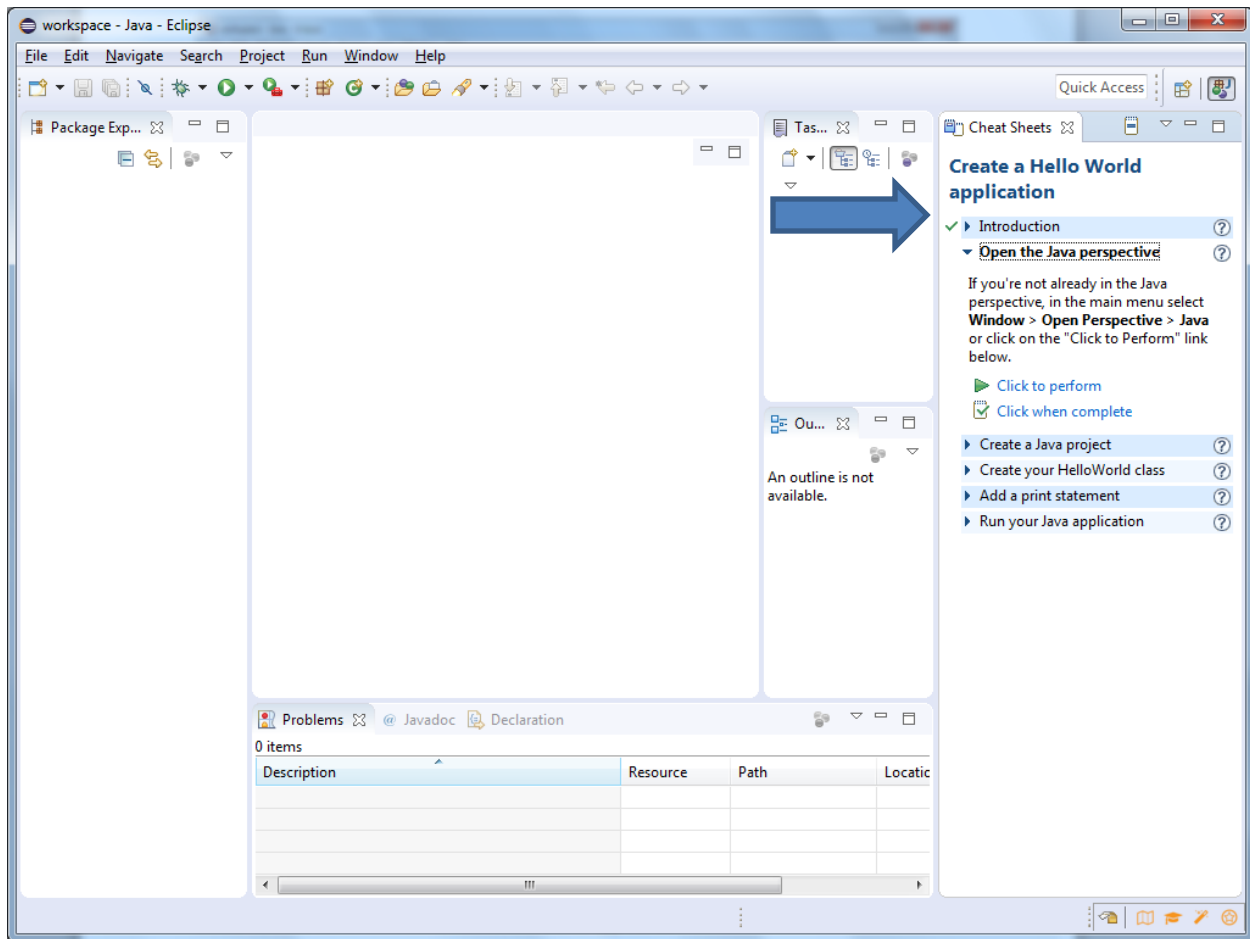 workspace - Java - Eclipse
File Edit Navigate Search Project Run Window Help
Quick Access
Package Exp...
Tas...
Cheat Sheets
Create a Hello World
application
Introduction
Open the Java perspective
If you're not already in the Java
perspective, in the main menu select
Window > Open Perspective > Java
or click on the "Click to Perform" link
below.
Click to perform
Click when complete
Create a Java project
Create your HelloWorld class
Add a print statement
Run your Java application
Ou...
An outline is not
available.
Problems @ Javadoc Declaration
0 items
Description Resource Path Locatic